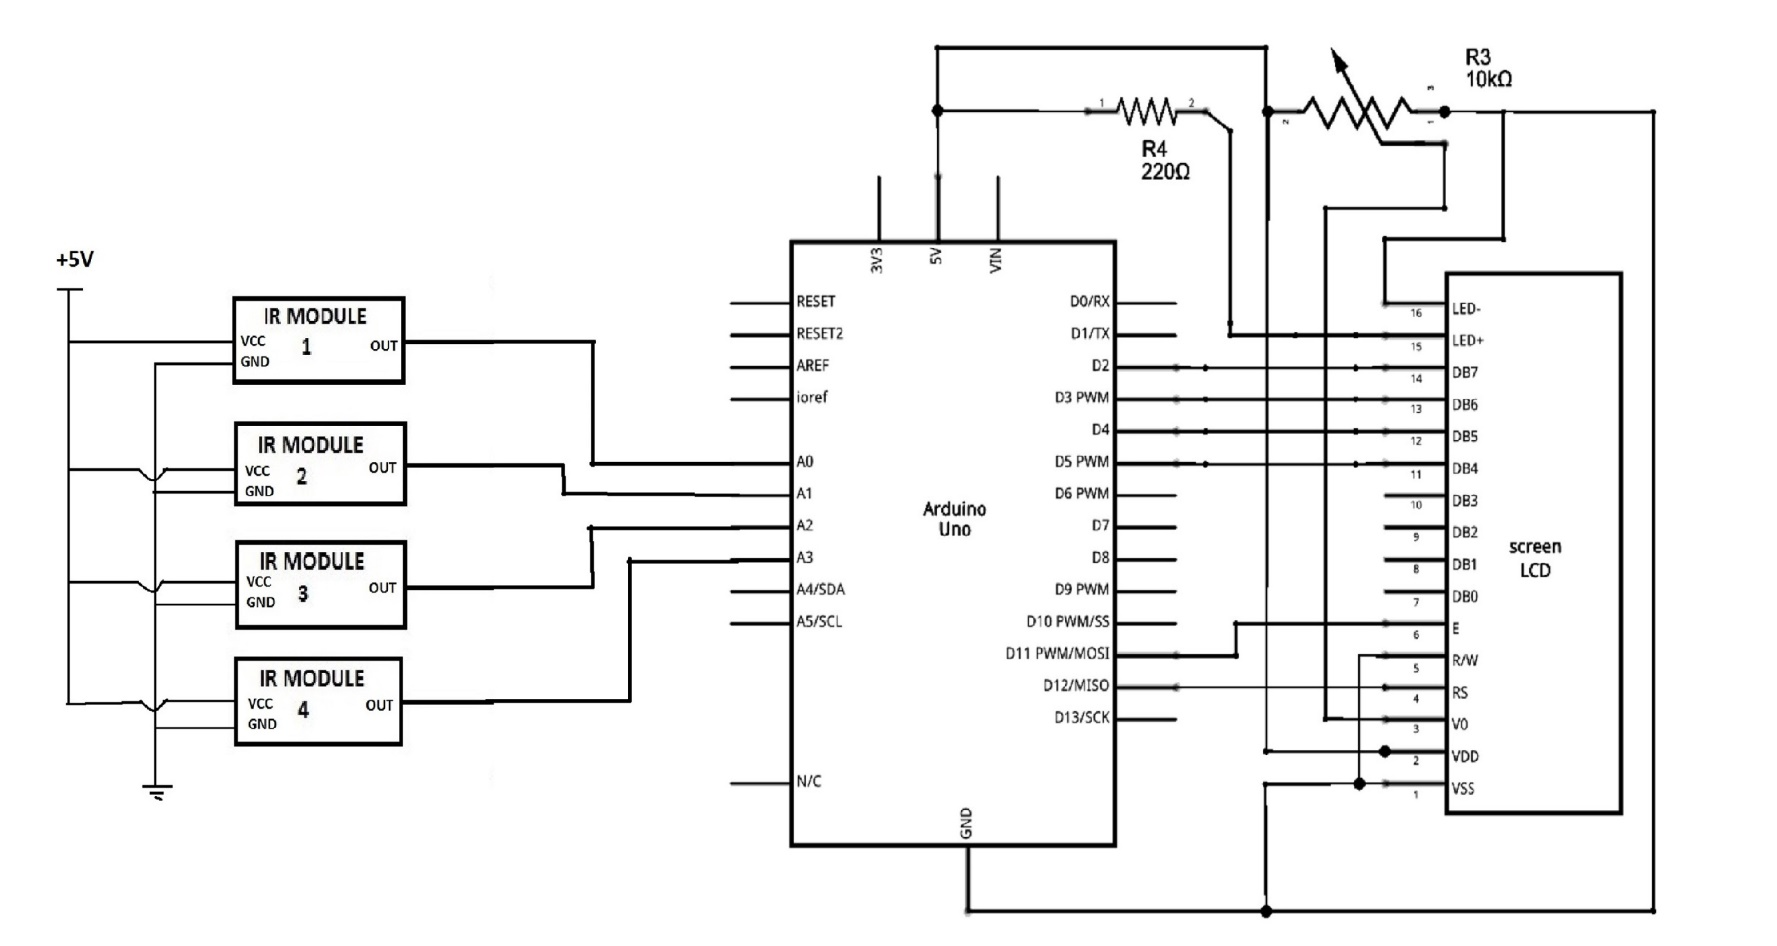 +5V
IR MODULE
1
VCC
GND
OUT
IR MODULE
2
VCC
GND
OUT
IR MODULE
3
VCC
GND
OUT
IR MODULE
4
VCC
GND
OUT
3V3
5V
VIN
RESET
RESET2
AREF
ioref
A0
A1
A2
A3
A4/SDA
A5/SCL
N/C
Arduino
Uno
D0/RX
D1/TX
D2
D3 PWM
D4
D5 PWM
D6 PWM
D7
D8
D9 PWM
D10 PWM/SS
D11 PWM/MOSI
D12/MISO
D13/SCK
GND
1
2
R4
220Ω
2
3
1
R3
10kΩ
16 LED-
15 LED+
14 DB7
13 DB6
12 DB5
11 DB4
10 DB3
9 DB2
8 DB1
7 DB0
6 E
5 R/W
4 RS
3 V0
2 VDD
1 VSS
screen
LCD